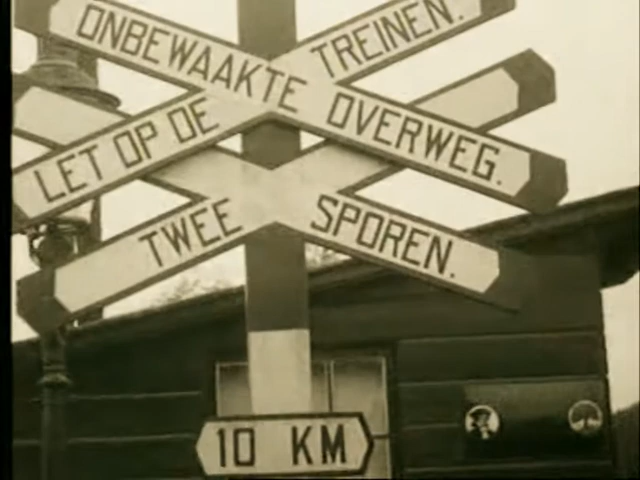 ONBEWAAKTE OVERWEG.
LET OP DE TREINEN.
TWEE SPOREN.
10 KM